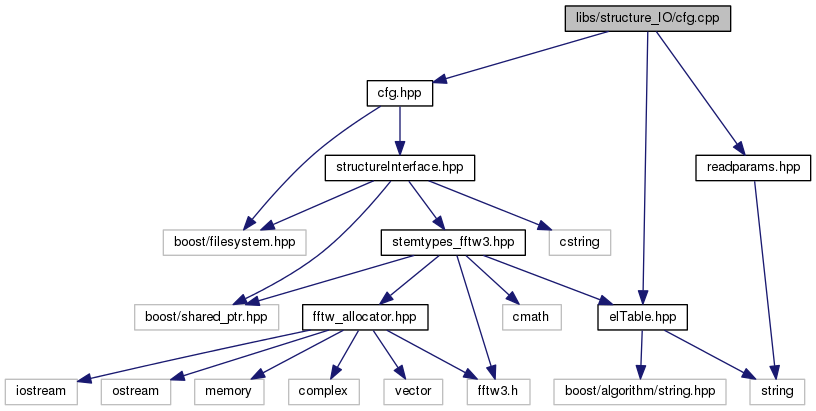 libs/structure_IO/cfg.cpp
cfg.hpp
structureInterface.hpp
readparams.hpp
boost/filesystem.hpp
stemtypes_fftw3.hpp
cstring
boost/shared_ptr.hpp
fftw_allocator.hpp
cmath
elTable.hpp
iostream
ostream
memory
complex
vector
fftw3.h
boost/algorithm/string.hpp
string